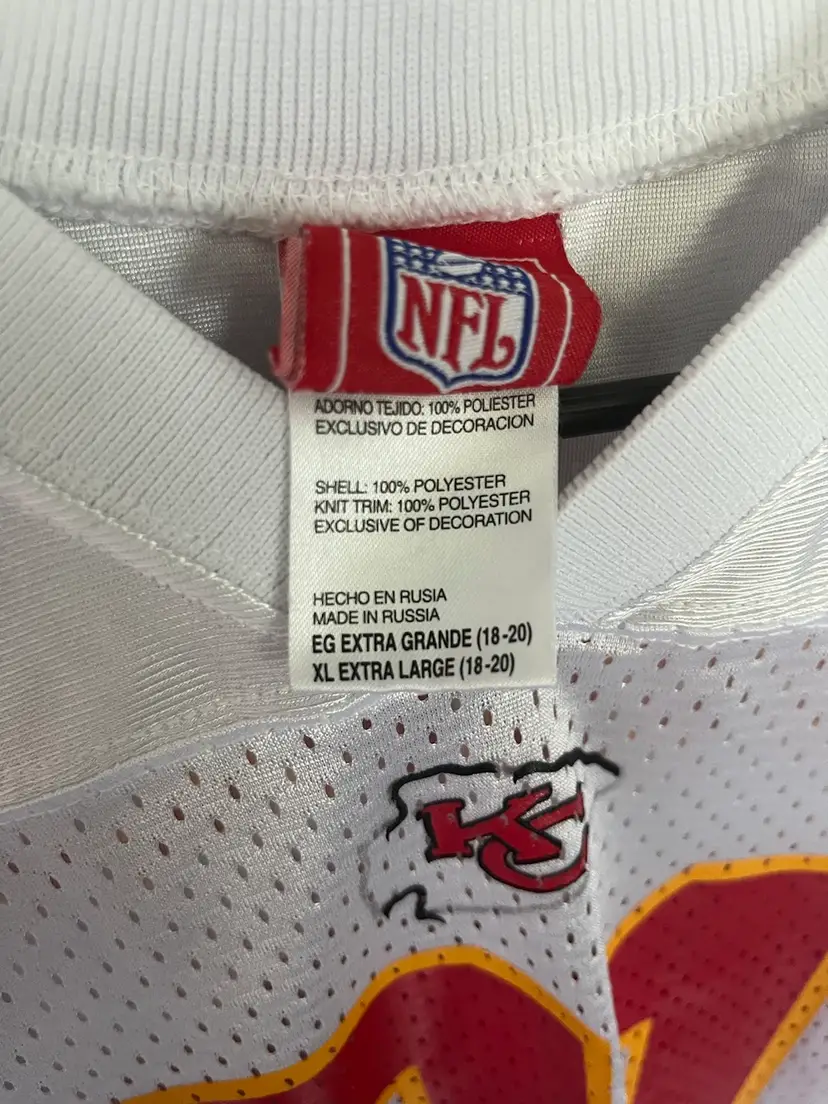 NFL
ADORNO TEJIDO: 100% POLIESTER
EXCLUSIVO DE DECORACION
SHELL: 100% POLYESTER
KNIT TRIM: 100% POLYESTER
EXCLUSIVE OF DECORATION
HECHO EN RUSIA
MADE IN RUSSIA
EG EXTRA GRANDE (18-20)
XL EXTRA LARGE (18-20)
KC